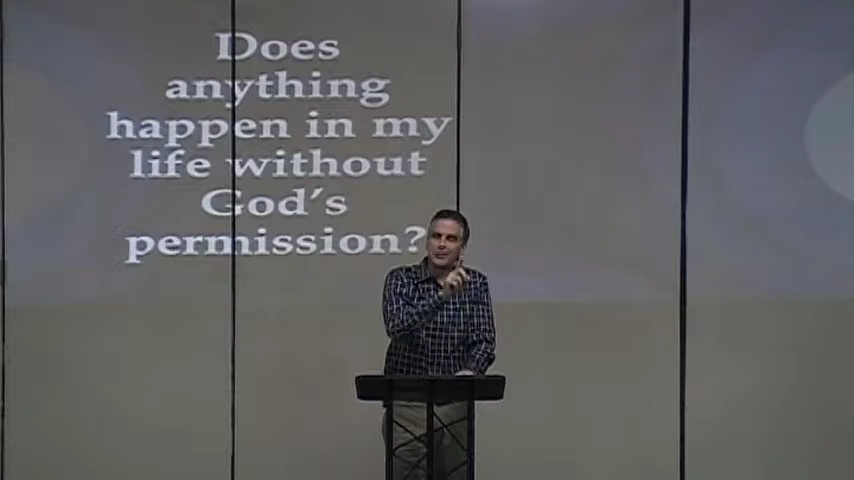 Does
anything
happen in my
life without
God's
permission?